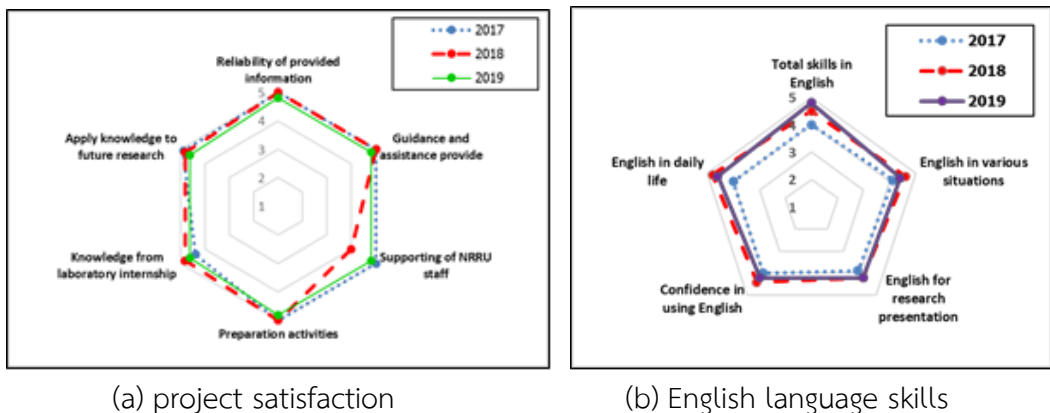 2017
2018
2019
Reliability of provided
information
5
4
3
2
1
Guidance and
assistance provide
Supporting of NRRU
staff
Preparation activities
Knowledge from
laboratory internship
Apply knowledge to
future research
(a) project satisfaction
2017
2018
2019
Total skills in
English
5
4
3
2
1
English in various
situations
English for
research
presentation
Confidence in
using English
English in daily
life
(b) English language skills